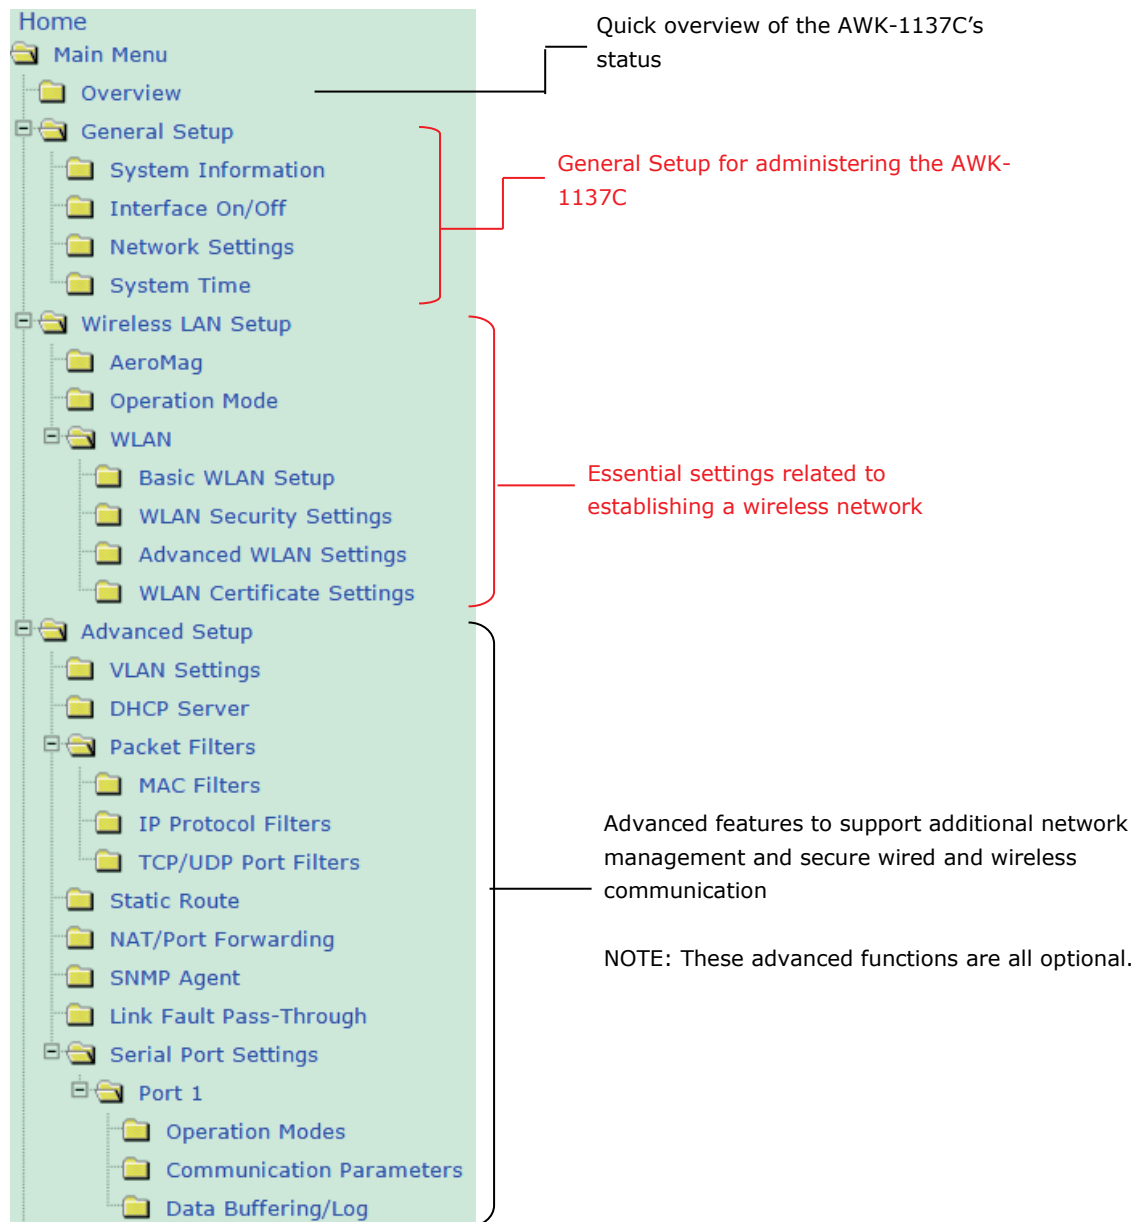 Home
Main Menu
Overview
General Setup
System Information
Interface On/Off
Network Settings
System Time
Wireless LAN Setup
AeroMag
Operation Mode
WLAN
Basic WLAN Setup
WLAN Security Settings
Advanced WLAN Settings
WLAN Certificate Settings
Advanced Setup
VLAN Settings
DHCP Server
Packet Filters
MAC Filters
IP Protocol Filters
TCP/UDP Port Filters
Static Route
NAT/Port Forwarding
SNMP Agent
Link Fault Pass-Through
Serial Port Settings
Port 1
Operation Modes
Communication Parameters
Data Buffering/Log
Quick overview of the AWK-1137C’s
status
General Setup for administering the AWK-
1137C
Essential settings related to
establishing a wireless network
Advanced features to support additional network
management and secure wired and wireless
communication
NOTE: These advanced functions are all optional.